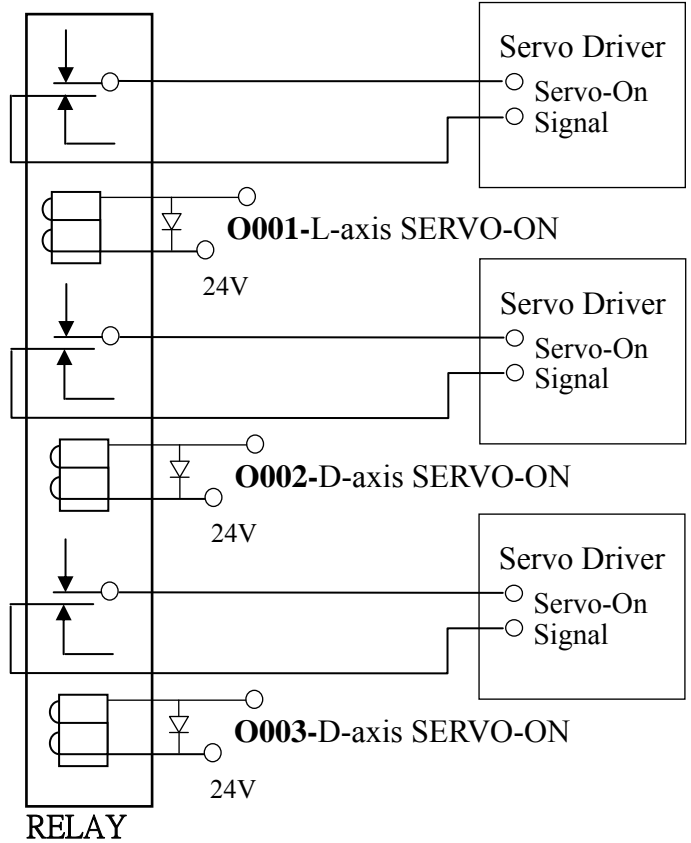 Servo Driver
Servo-On
Signal
O001-L-axis SERVO-ON
24V
Servo Driver
Servo-On
Signal
O002-D-axis SERVO-ON
24V
Servo Driver
Servo-On
Signal
O003-D-axis SERVO-ON
24V
RELAY